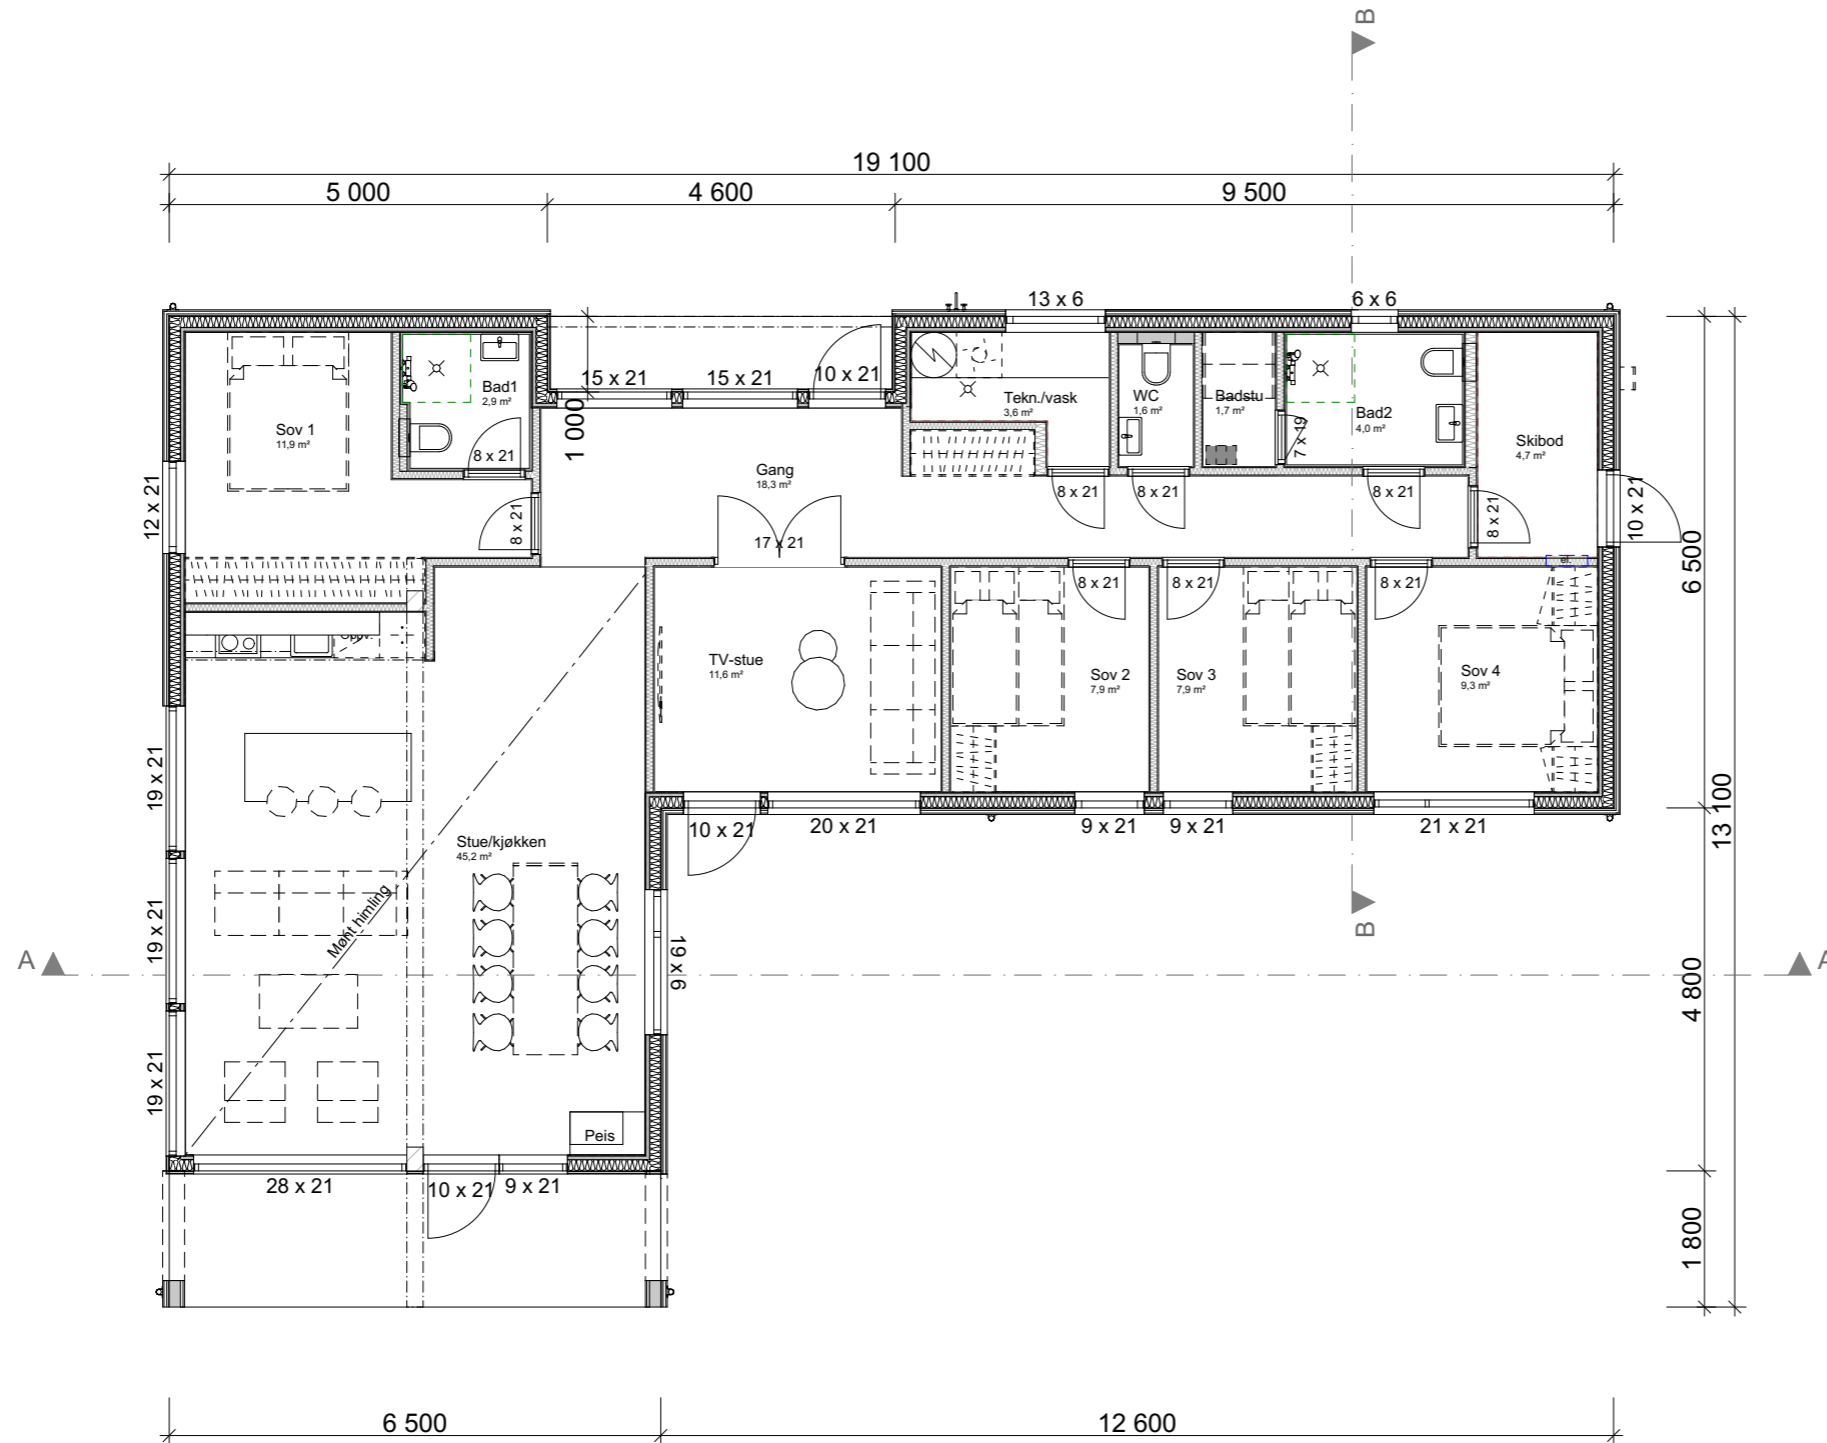 B
19 100
5 000
4 600
9 500
13 x 6
6 x 6
15 x 21
15 x 21
10 x 21
1 000
Bad1
2,9 m²
8 x 21
Sov 1
11,9 m²
12 x 21
8 x 21
Gang
18,3 m²
17 x 21
Tekn./vask
3,6 m²
WC
1,6 m²
Badstu
1,7 m²
7 x 19
Bad2
4,0 m²
Skibod
4,7 m²
8 x 21
8 x 21
8 x 21
8 x 21
10 x 21
6 500
el.
8 x 21
8 x 21
8 x 21
TV-stue
11,6 m²
Sov 2
7,9 m²
Sov 3
7,9 m²
Sov 4
9,3 m²
19 x 21
10 x 21
20 x 21
9 x 21
9 x 21
21 x 21
13 100
Stue/kjøkken
45,2 m²
Mønt himling
19 x 21
19 x 6
B
A
A
4 800
19 x 21
Peis
28 x 21
10 x 21
9 x 21
1 800
6 500
12 600